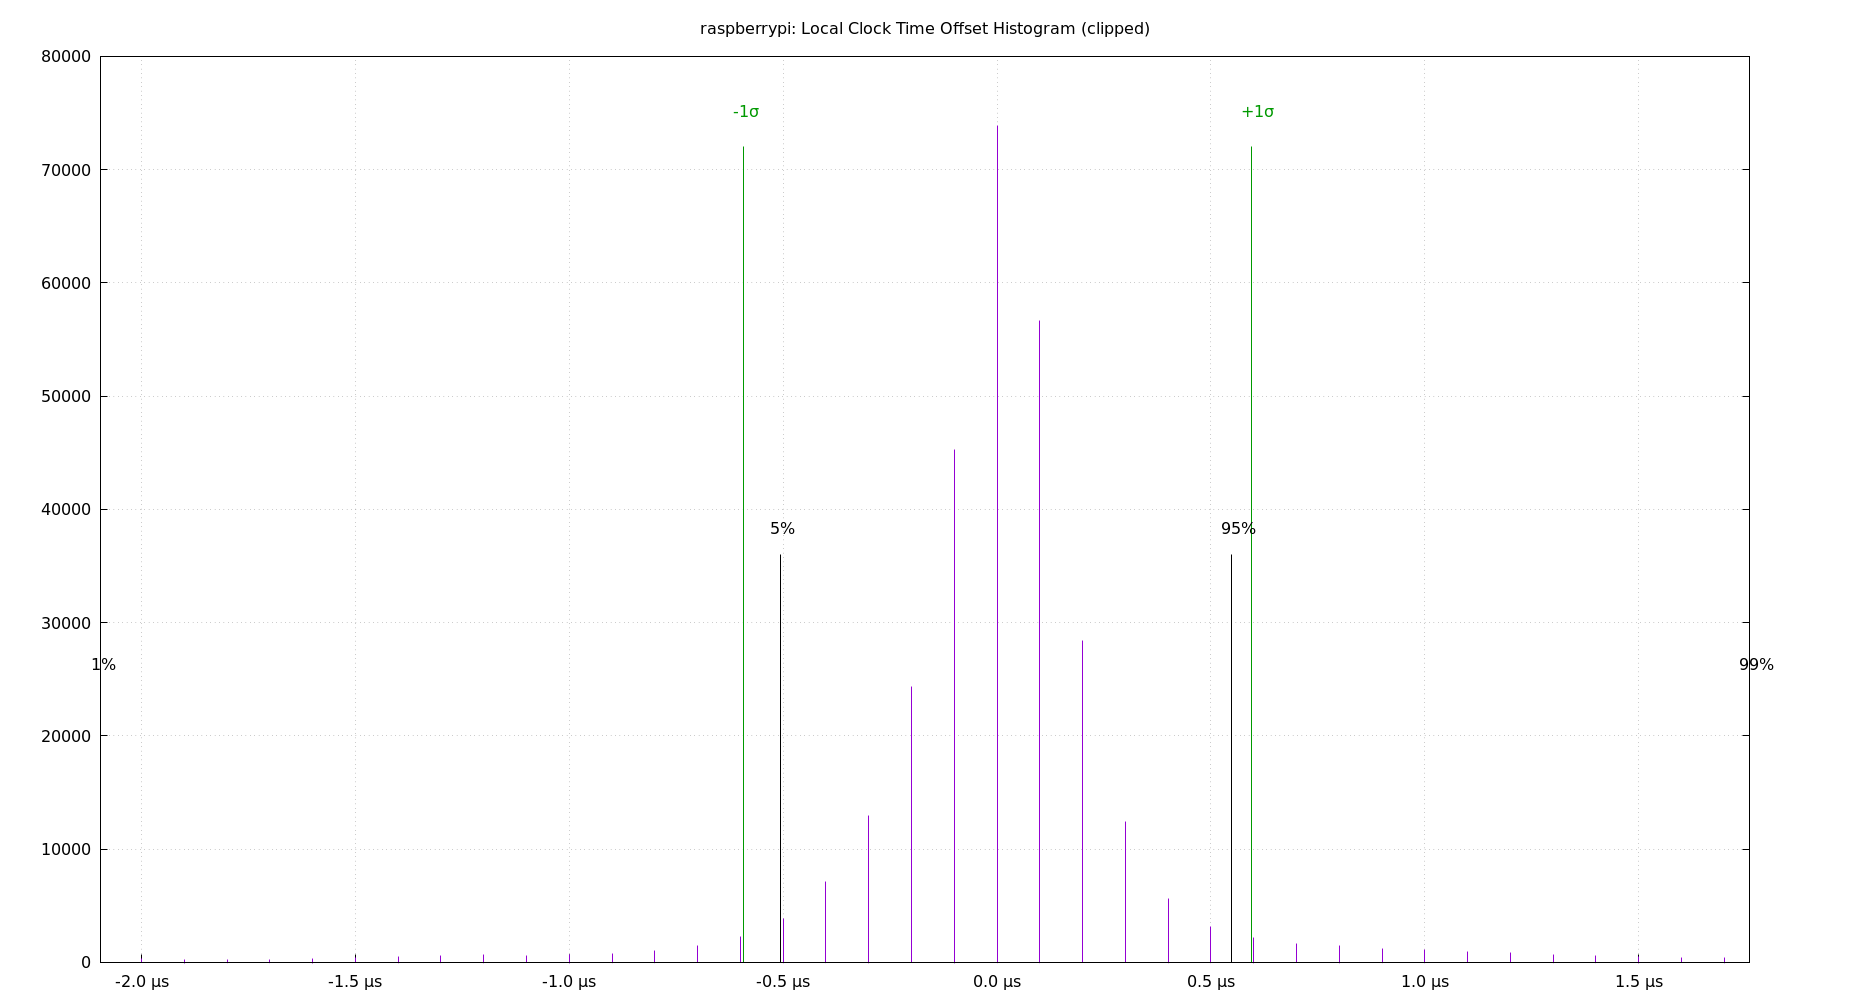 raspberrypi: Local Clock Time Offset Histogram (clipped)
80000
-1σ
+1σ
70000
60000
50000
40000
5%
95%
30000
1%
99%
20000
10000
0
-2.0 µs
-1.5 µs
-1.0 µs
-0.5 µs
0.0 µs
0.5 µs
1.0 µs
1.5 µs